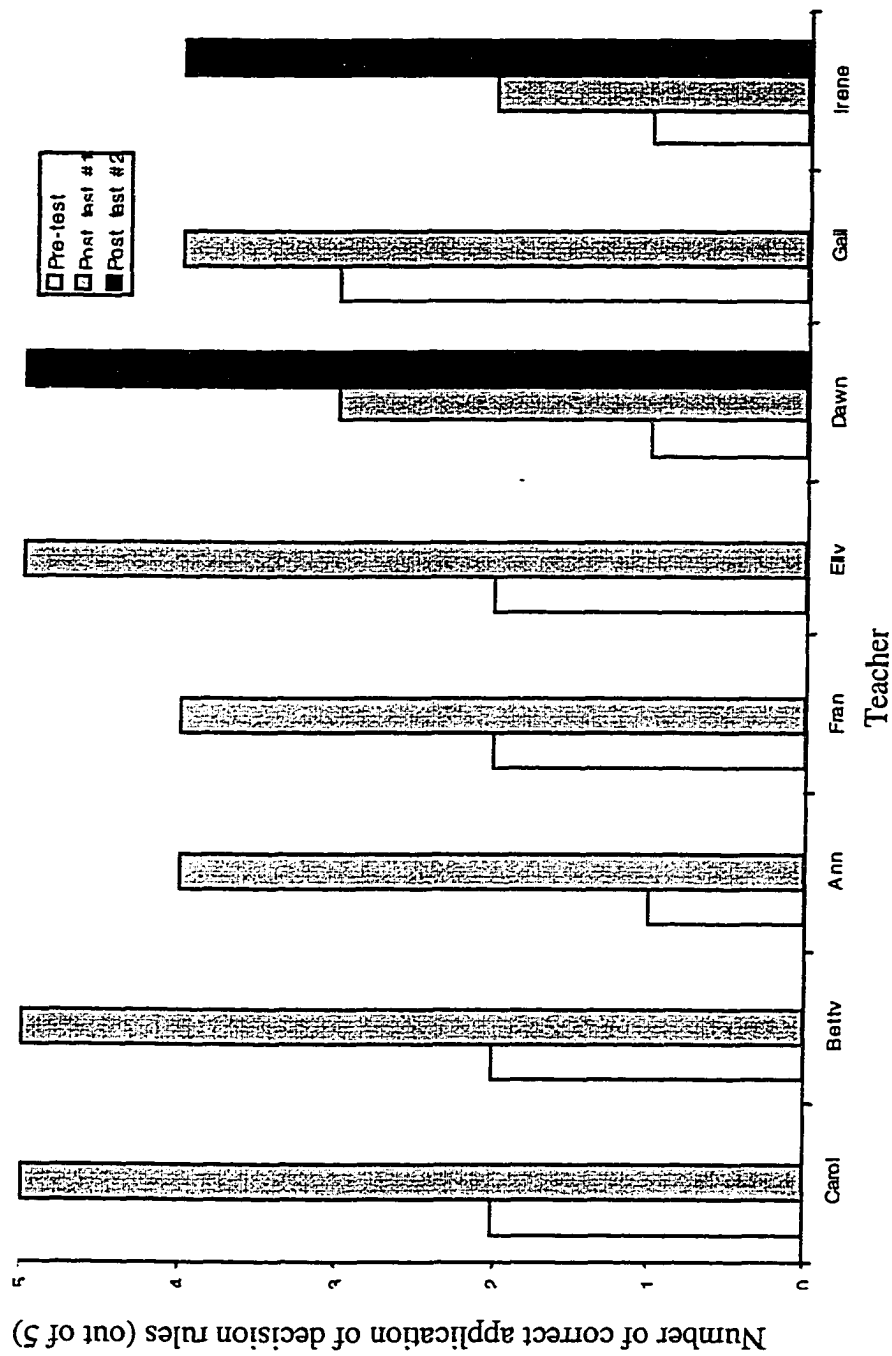 Number of correct application of decision rules (out of 5)
5
4
3
2
1
0
Pre-test
Post test #1
Post test #2
Carol
Betty
Ann
Fran
Elly
Dawn
Gail
Irene
Teacher